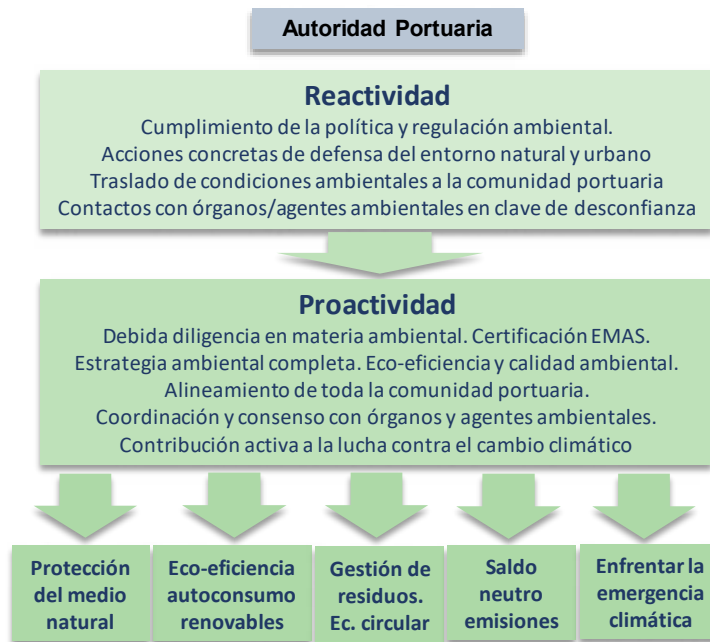 Autoridad Portuaria
Reactividad
Cumplimiento de la política y regulación ambiental.
Acciones concretas de defensa del entorno natural y urbano
Traslado de condiciones ambientales a la comunidad portuaria
Contactos con órganos/agentes ambientales en clave de desconfianza
Proactividad
Debida diligencia en materia ambiental. Certificación EMAS.
Estrategia ambiental completa. Eco-eficiencia y calidad ambiental.
Alineamiento de toda la comunidad portuaria.
Coordinación y consenso con órganos y agentes ambientales.
Contribución activa a la lucha contra el cambio climático
Protección
del medio
natural
Eco-eficiencia
autoconsumo
renovables
Gestión de
residuos.
Ec. circular
Saldo
neutro
emisiones
Enfrentar la
emergencia
climática